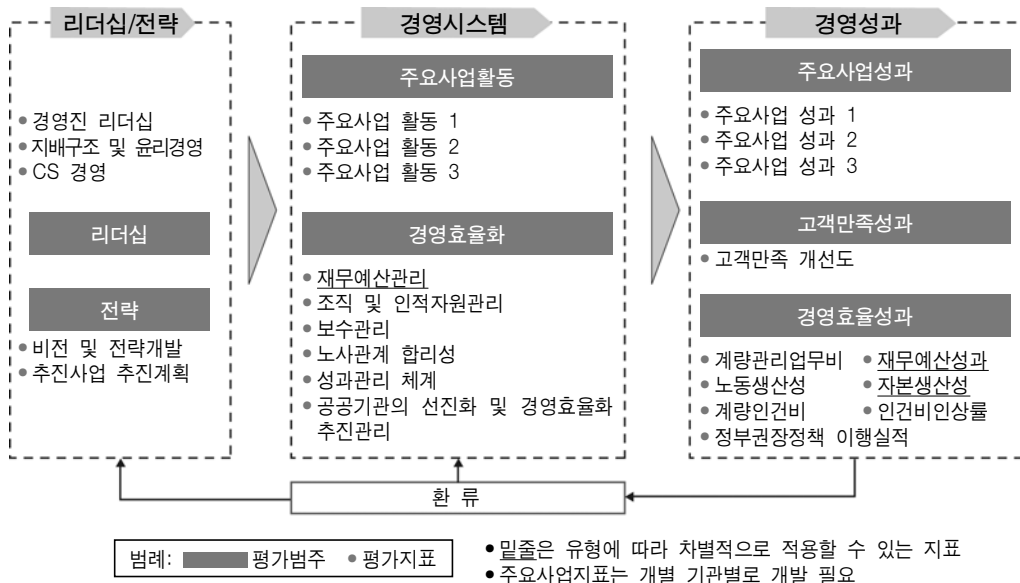 리더십/전략
• 경영진 리더십
• 지배구조 및 윤리경영
• CS 경영
리더십
전략
• 비전 및 전략개발
• 추진사업 추진계획
경영시스템
주요사업활동
• 주요사업 활동 1
• 주요사업 활동 2
• 주요사업 활동 3
경영효율화
• 재무예산관리
• 조직 및 인적자원관리
• 보수관리
• 노사관계 합리성
• 성과관리 체계
• 공공기관의 선진화 및 경영효율화
추진관리
경영성과
주요사업성과
• 주요사업 성과 1
• 주요사업 성과 2
• 주요사업 성과 3
고객만족성과
• 고객만족 개선도
경영효율성과
• 계량관리업무비 • 재무예산성과
• 노동생산성 • 자본생산성
• 계량인건비 • 인건비인상률
• 정부권장정책 이행실적
환 류
범례: 평가범주 • 평가지표
• 밑줄은 유형에 따라 차별적으로 적용할 수 있는 지표
• 주요사업지표는 개별 기관별로 개발 필요